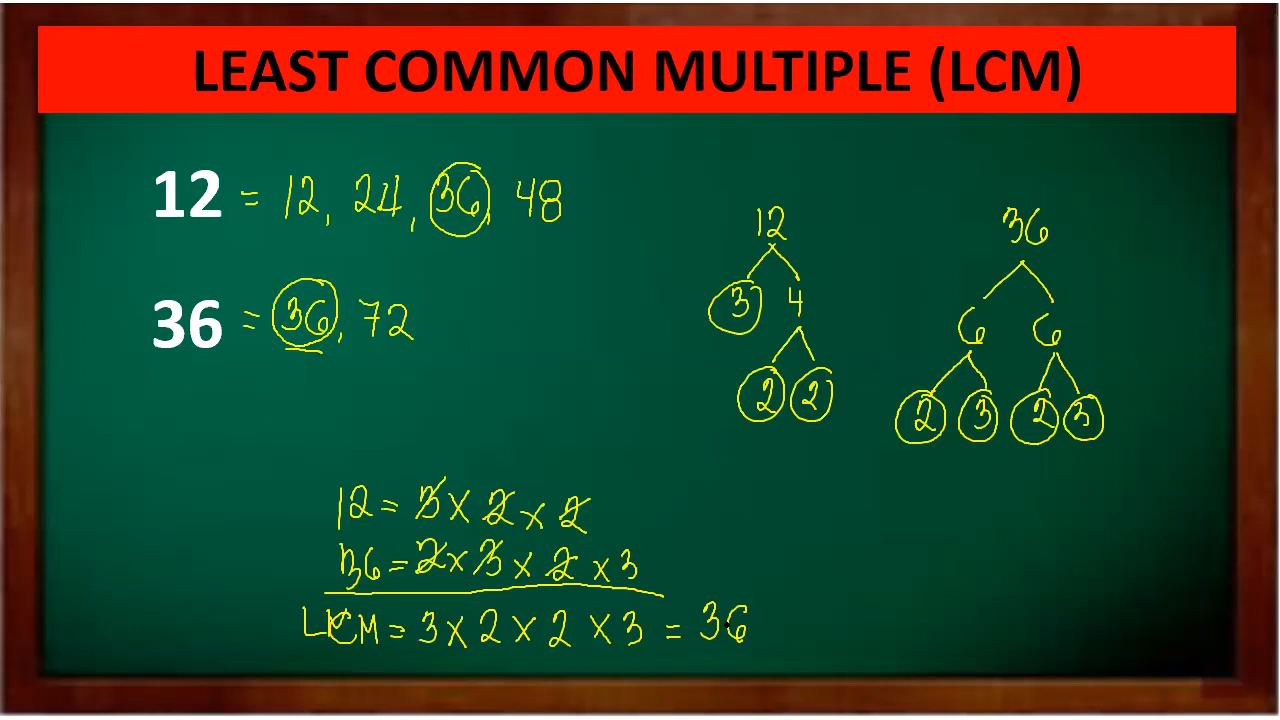 LEAST COMMON MULTIPLE (LCM)
12 = 12, 24, 36, 48
36 = 36, 72
12
3 4
2 2
36
6 6
2 3 2 3
12 = 3 x 2 x 2
36 = 2 x 3 x 2 x 3
LCM = 3 x 2 x 2 x 3 = 36